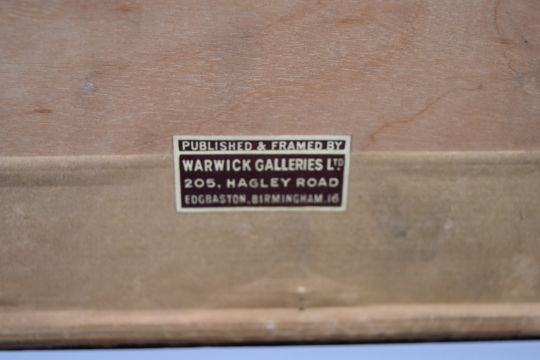 PUBLISHED & FRAMED BY
WARWICK GALLERIES LTD
205, HAGLEY ROAD
EDGBASTON, BIRMINGHAM.16